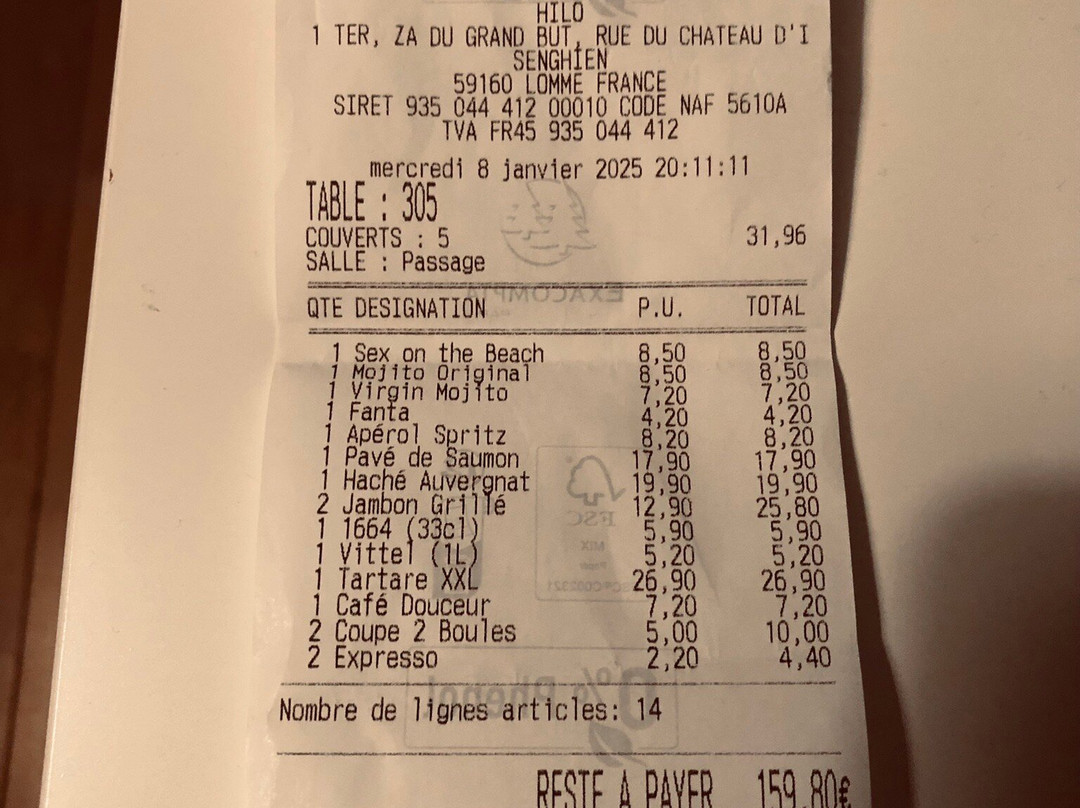 HILO
1 TER, ZA DU GRAND BUT, RUE DU CHATEAU D'I
SENGHIEN
59160 LOMME FRANCE
SIRET 935 044 412 00010 CODE NAF 5610A
TVA FR45 935 044 412
mercredi 8 janvier 2025 20:11:11
TABLE : 305
COUVERTS : 5 31,96
SALLE : Passage
EXACOMPTA
QTE DESIGNATION P.U. TOTAL
1 Sex on the Beach 8,50 8,50
1 Mojito Original 8,50 8,50
1 Virgin Mojito 7,20 7,20
1 Fanta 4,20 4,20
1 Apérol Spritz 8,20 8,20
1 Pavé de Saumon 17,90 17,90
1 Haché Auvergnat 19,90 19,90
2 Jambon Grillé 12,90 25,80
1 1664 (33cl) 5,90 5,90
1 Vittel (1L) 5,20 5,20
1 Tartare XXL 26,90 26,90
1 Café Douceur 7,20 7,20
2 Coupe 2 Boules 5,00 10,00
2 Expresso 2,20 4,40
FSC
MIX
0% Phénol
Nombre de lignes articles: 14
RESTE A PAYER 159,80€